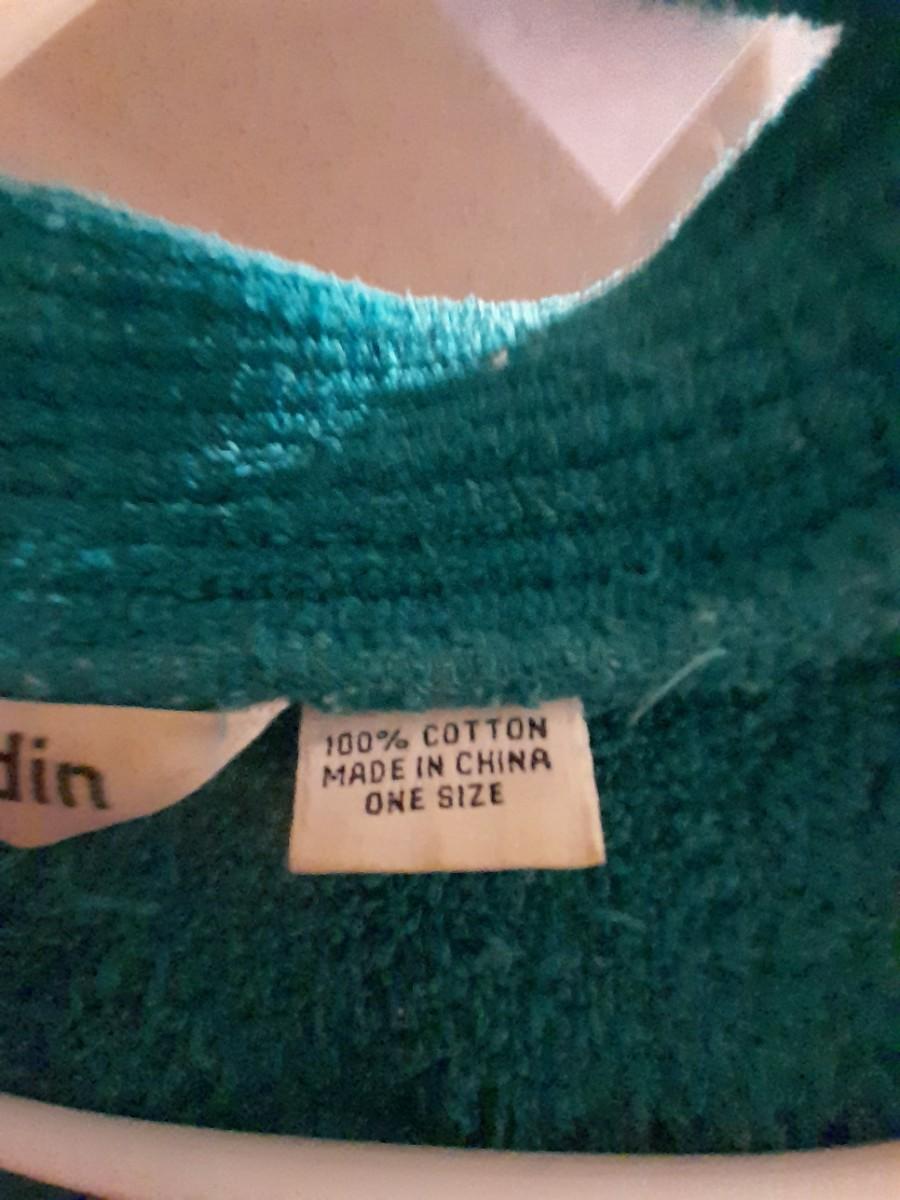 din
100% COTTON
MADE IN CHINA
ONE SIZE